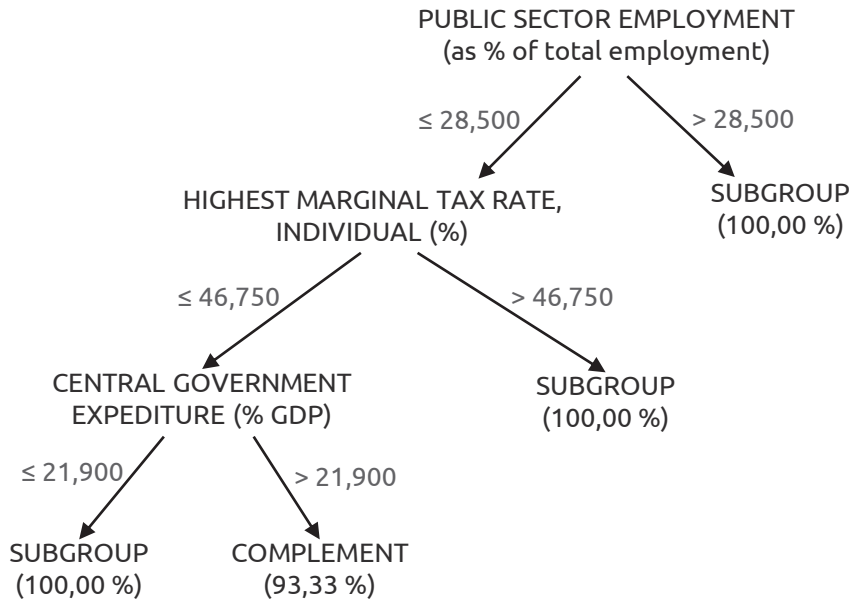 PUBLIC SECTOR EMPLOYMENT
(as % of total employment)
≤ 28,500
> 28,500
HIGHEST MARGINAL TAX RATE,
INDIVIDUAL (%)
SUBGROUP
(100,00 %)
≤ 46,750
> 46,750
CENTRAL GOVERNMENT
EXPEDITURE (% GDP)
SUBGROUP
(100,00 %)
≤ 21,900
> 21,900
SUBGROUP
(100,00 %)
COMPLEMENT
(93,33 %)